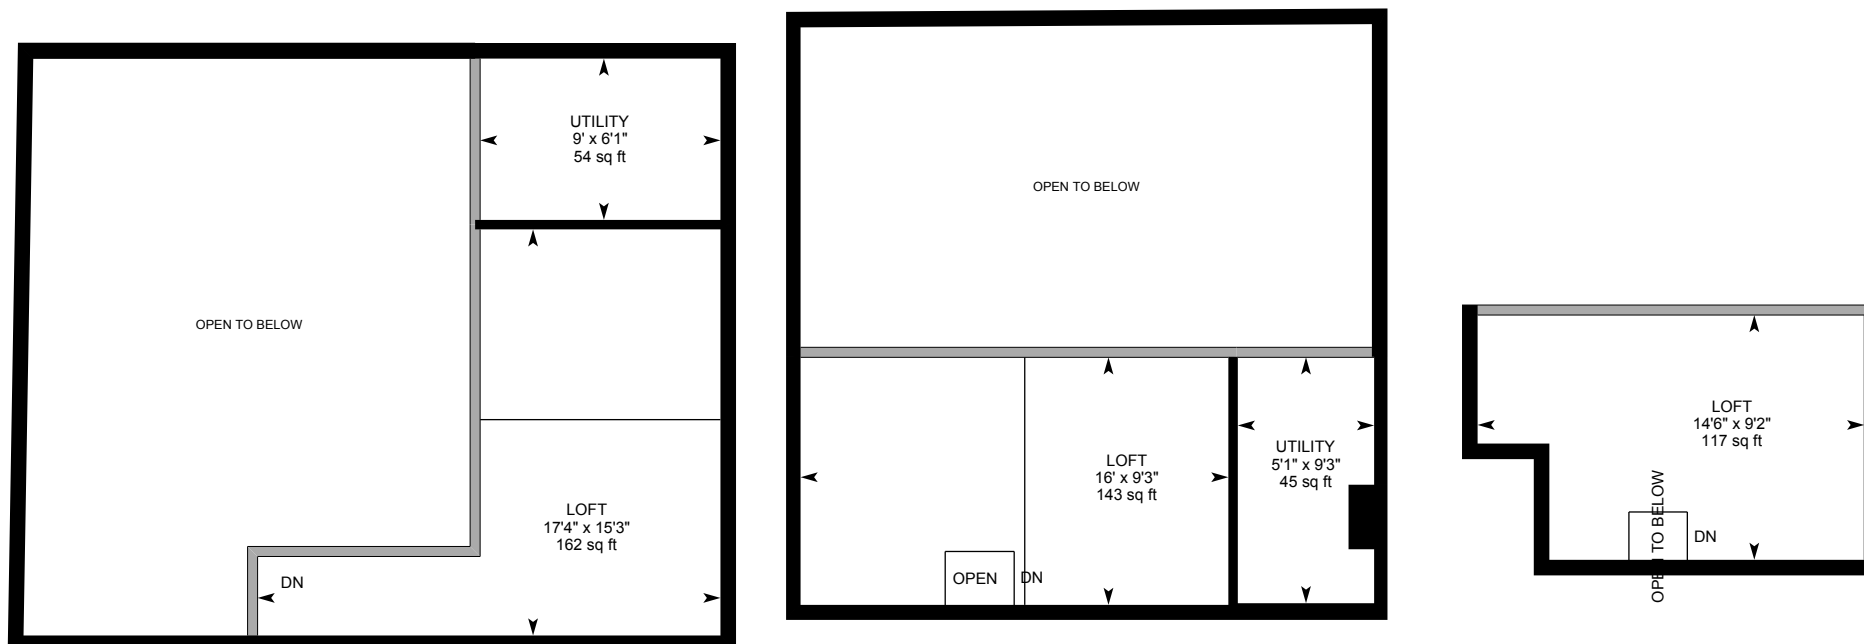 OPEN TO BELOW
UTILITY
9' x 6'1"
54 sq ft
LOFT
17'4" x 15'3"
162 sq ft
DN
OPEN TO BELOW
LOFT
16' x 9'3"
143 sq ft
UTILITY
5'1" x 9'3"
45 sq ft
OPEN
DN
LOFT
14'6" x 9'2"
117 sq ft
OPEN TO BELOW
DN